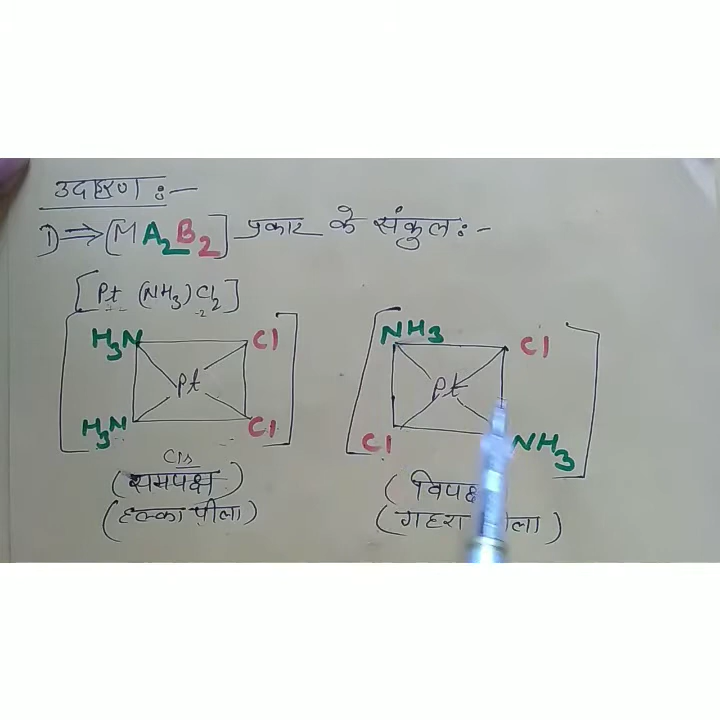 उदाहरण :-
1) ⇒ [MA₂B₂] प्रकार के संकुल :-
[Pt (NH₃) Cl₂]
H₃N Cl NH₃ Cl
Pt Pt
H₃N Cl Cl NH₃
Cis
(समपक्ष) (विपक्ष
(हल्का पीला) (गहरा पीला)